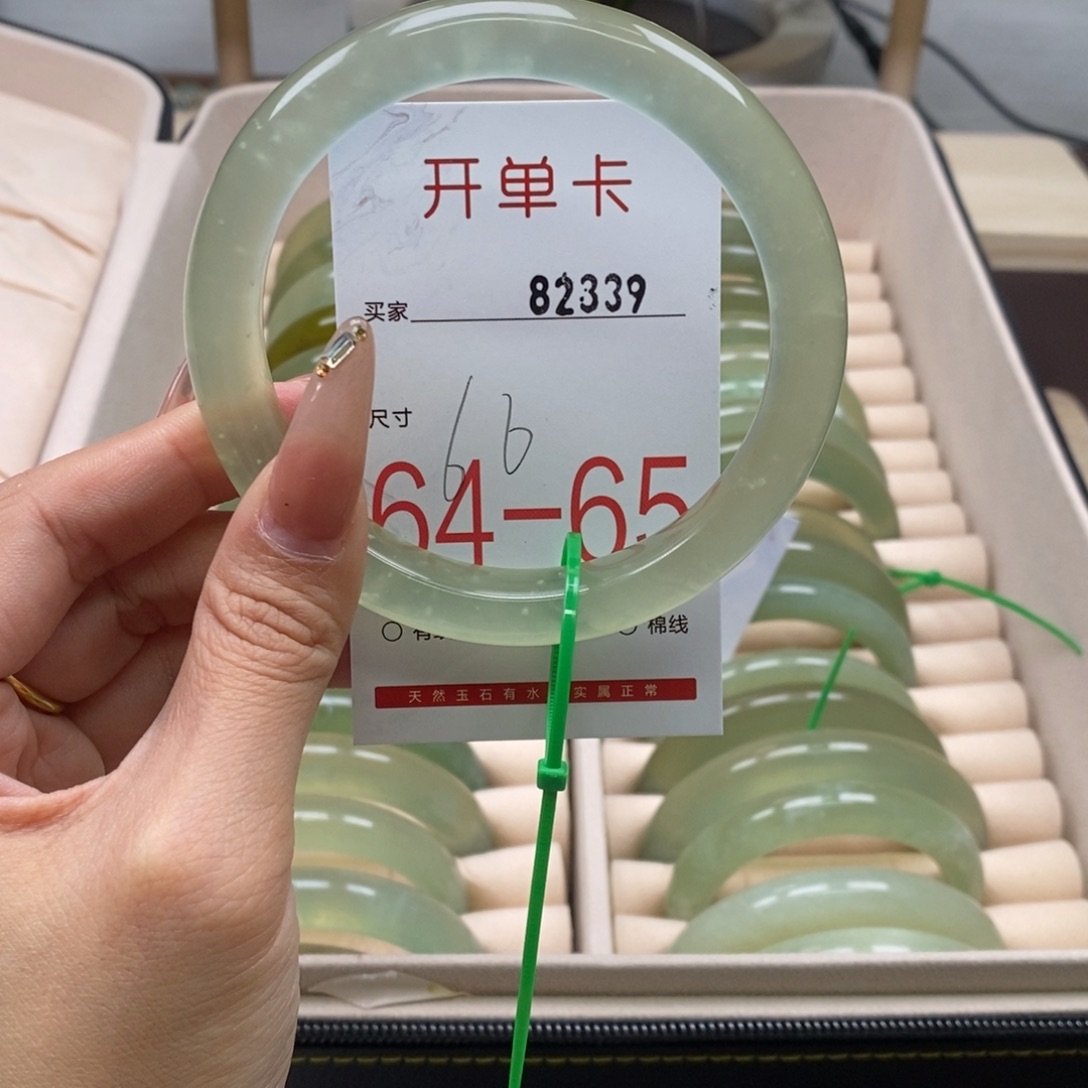 开单卡
买家 82339
尺寸 66
64-65
棉线
天然玉石有水 实属正常